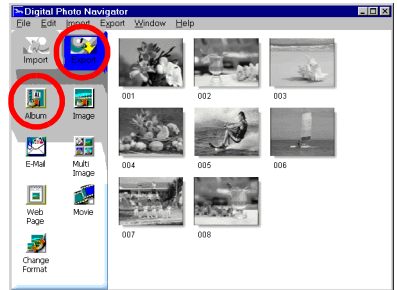 Digital Photo Navigator
File Edit Import Export Window Help
Import Export
Album Image
E-Mail Multi Image
Web Page Movie
Change Format
001 002 003
004 005 006
007 008